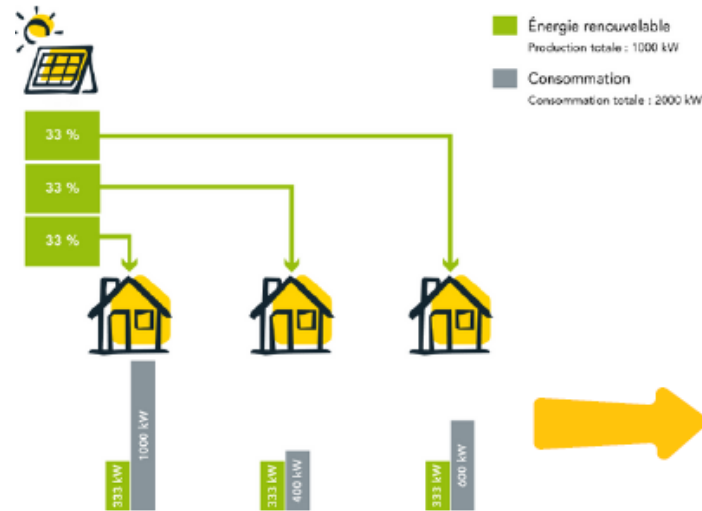 Énergie renouvelable
Production totale : 1000 kW
Consommation
Consommation totale : 2000 kW
33 %
33 %
33 %
333 kW
1000 kW
333 kW
400 kW
333 kW
600 kW